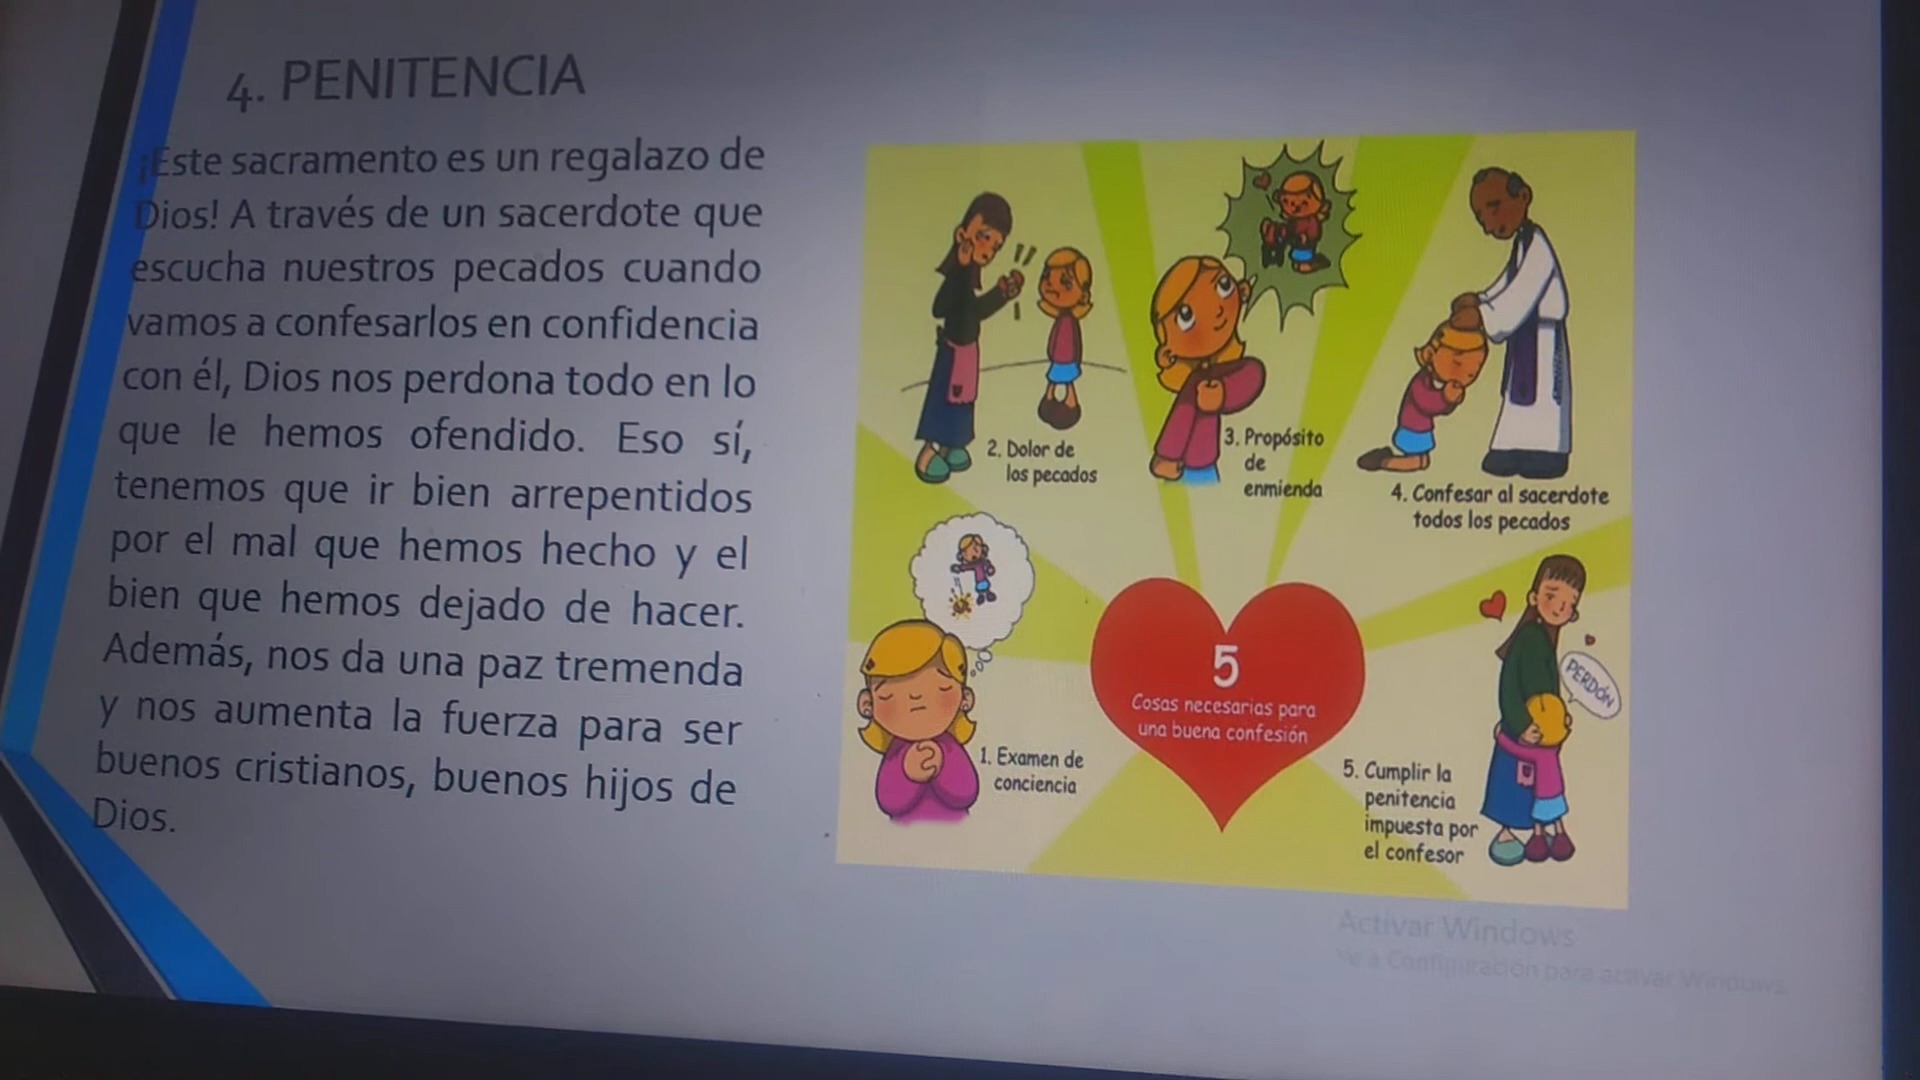 4. PENITENCIA
¡Este sacramento es un regalazo de
Dios! A través de un sacerdote que
escucha nuestros pecados cuando
vamos a confesarlos en confidencia
con él, Dios nos perdona todo en lo
que le hemos ofendido. Eso sí,
tenemos que ir bien arrepentidos
por el mal que hemos hecho y el
bien que hemos dejado de hacer.
Además, nos da una paz tremenda
y nos aumenta la fuerza para ser
buenos cristianos, buenos hijos de
Dios.
2. Dolor de
los pecados
3. Propósito
de
enmienda
4. Confesar al sacerdote
todos los pecados
1. Examen de
conciencia
5
Cosas necesarias para
una buena confesión
5. Cumplir la
penitencia
impuesta por
el confesor
PERDÓN
Activar Windows
Ve a Configuración para activar Windows.